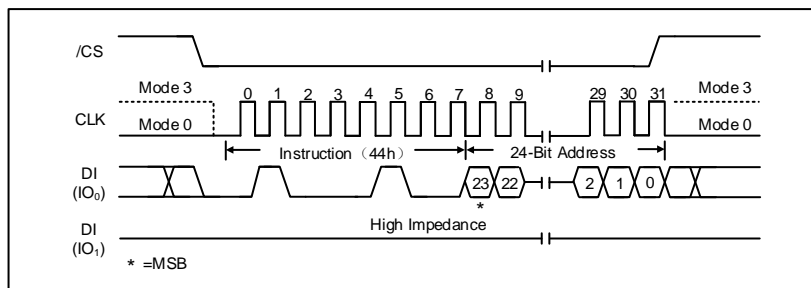 /CS
Mode 3
0 1 2 3 4 5 6 7 8 9 29 30 31
Mode 3
CLK
Mode 0
Mode 0
Instruction（44h）
24-Bit Address
DI
(IO₀)
23 22 2 1 0
*
High Impedance
DI
(IO₁)
* =MSB